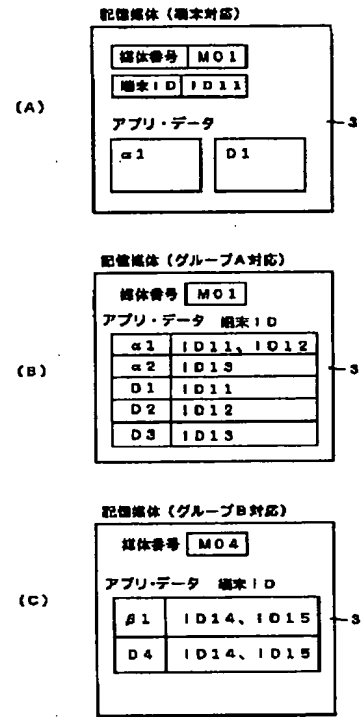 記憶媒体（端末対応）
(A)
媒体番号 M01
端末ID ID11
アプリ・データ
α1 D1
3
記憶媒体（グループA対応）
(B)
媒体番号 M01
アプリ・データ 端末ID
α1 ID11、ID12
α2 ID13
D1 ID11
D2 ID12
D3 ID13
3
記憶媒体（グループB対応）
(C)
媒体番号 M04
アプリ・データ 端末ID
β1 ID14、ID15
D4 ID14、ID15
3